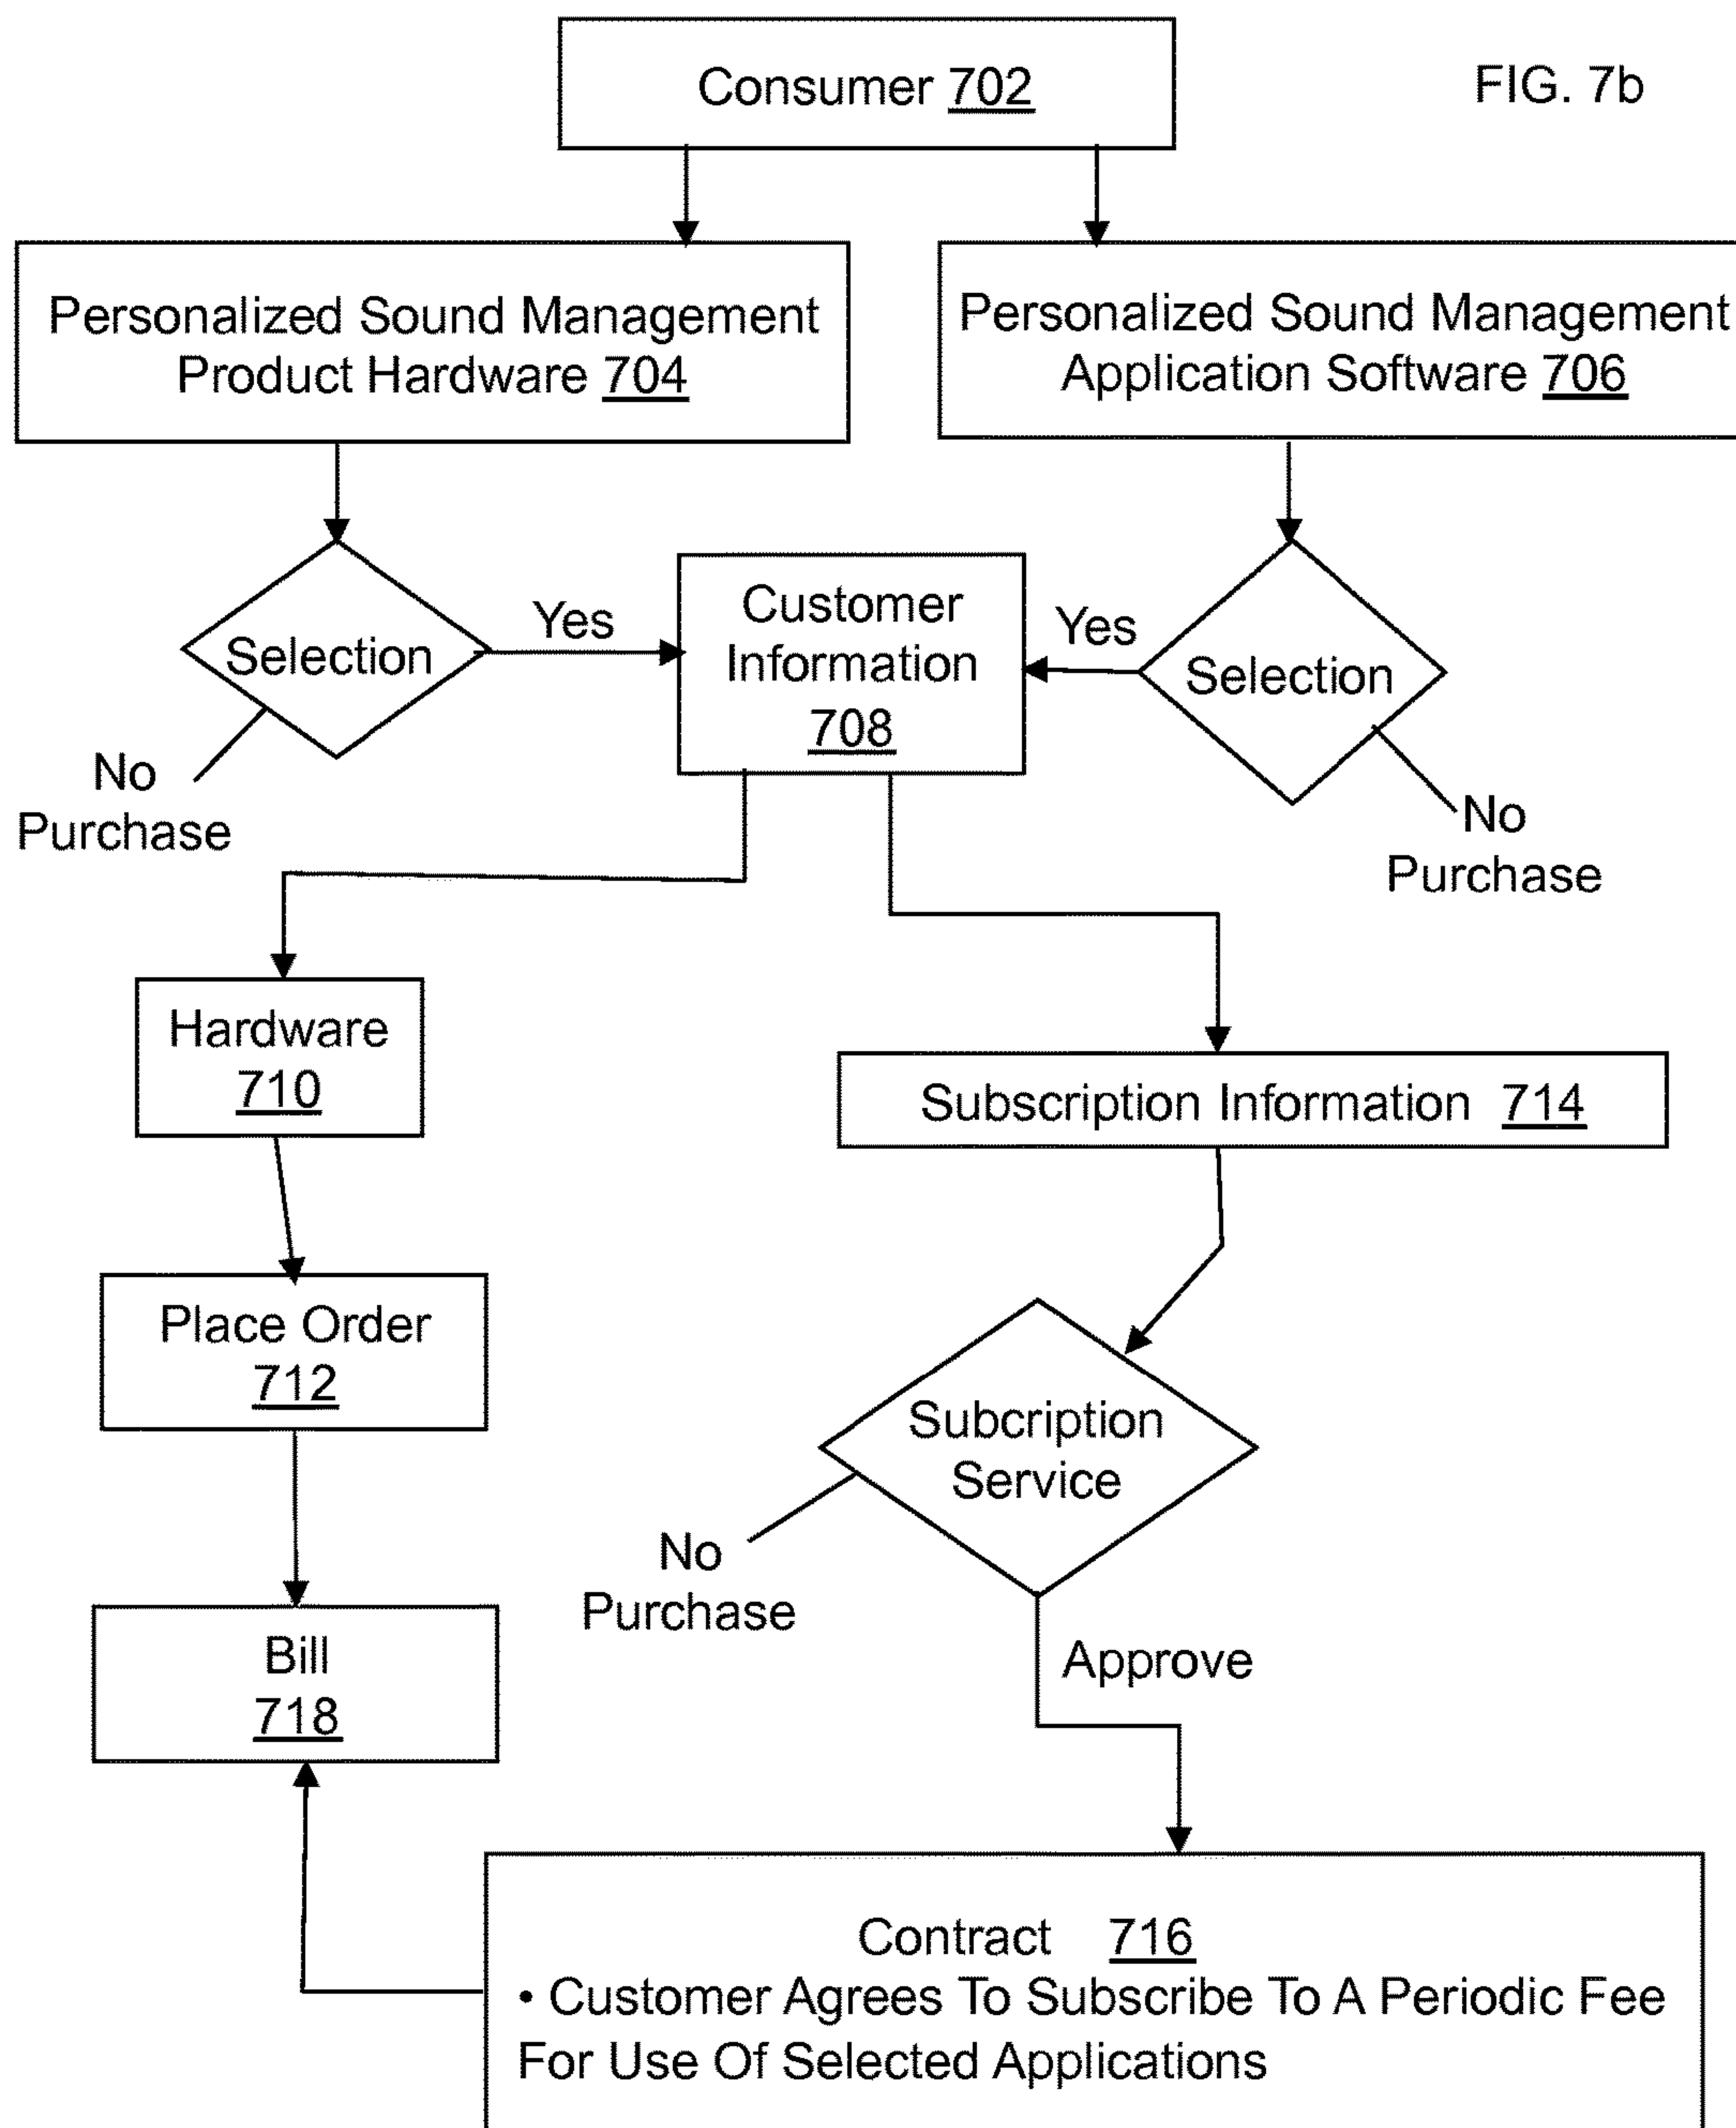 Consumer 702
FIG. 7b
Personalized Sound Management
Product Hardware 704
Personalized Sound Management
Application Software 706
Selection
Yes
No
Purchase
Customer
Information
708
Yes
Selection
No
Purchase
Hardware
710
Subscription Information 714
Place Order
712
Subcription
Service
No
Purchase
Approve
Bill
718
Contract 716
• Customer Agrees To Subscribe To A Periodic Fee
For Use Of Selected Applications